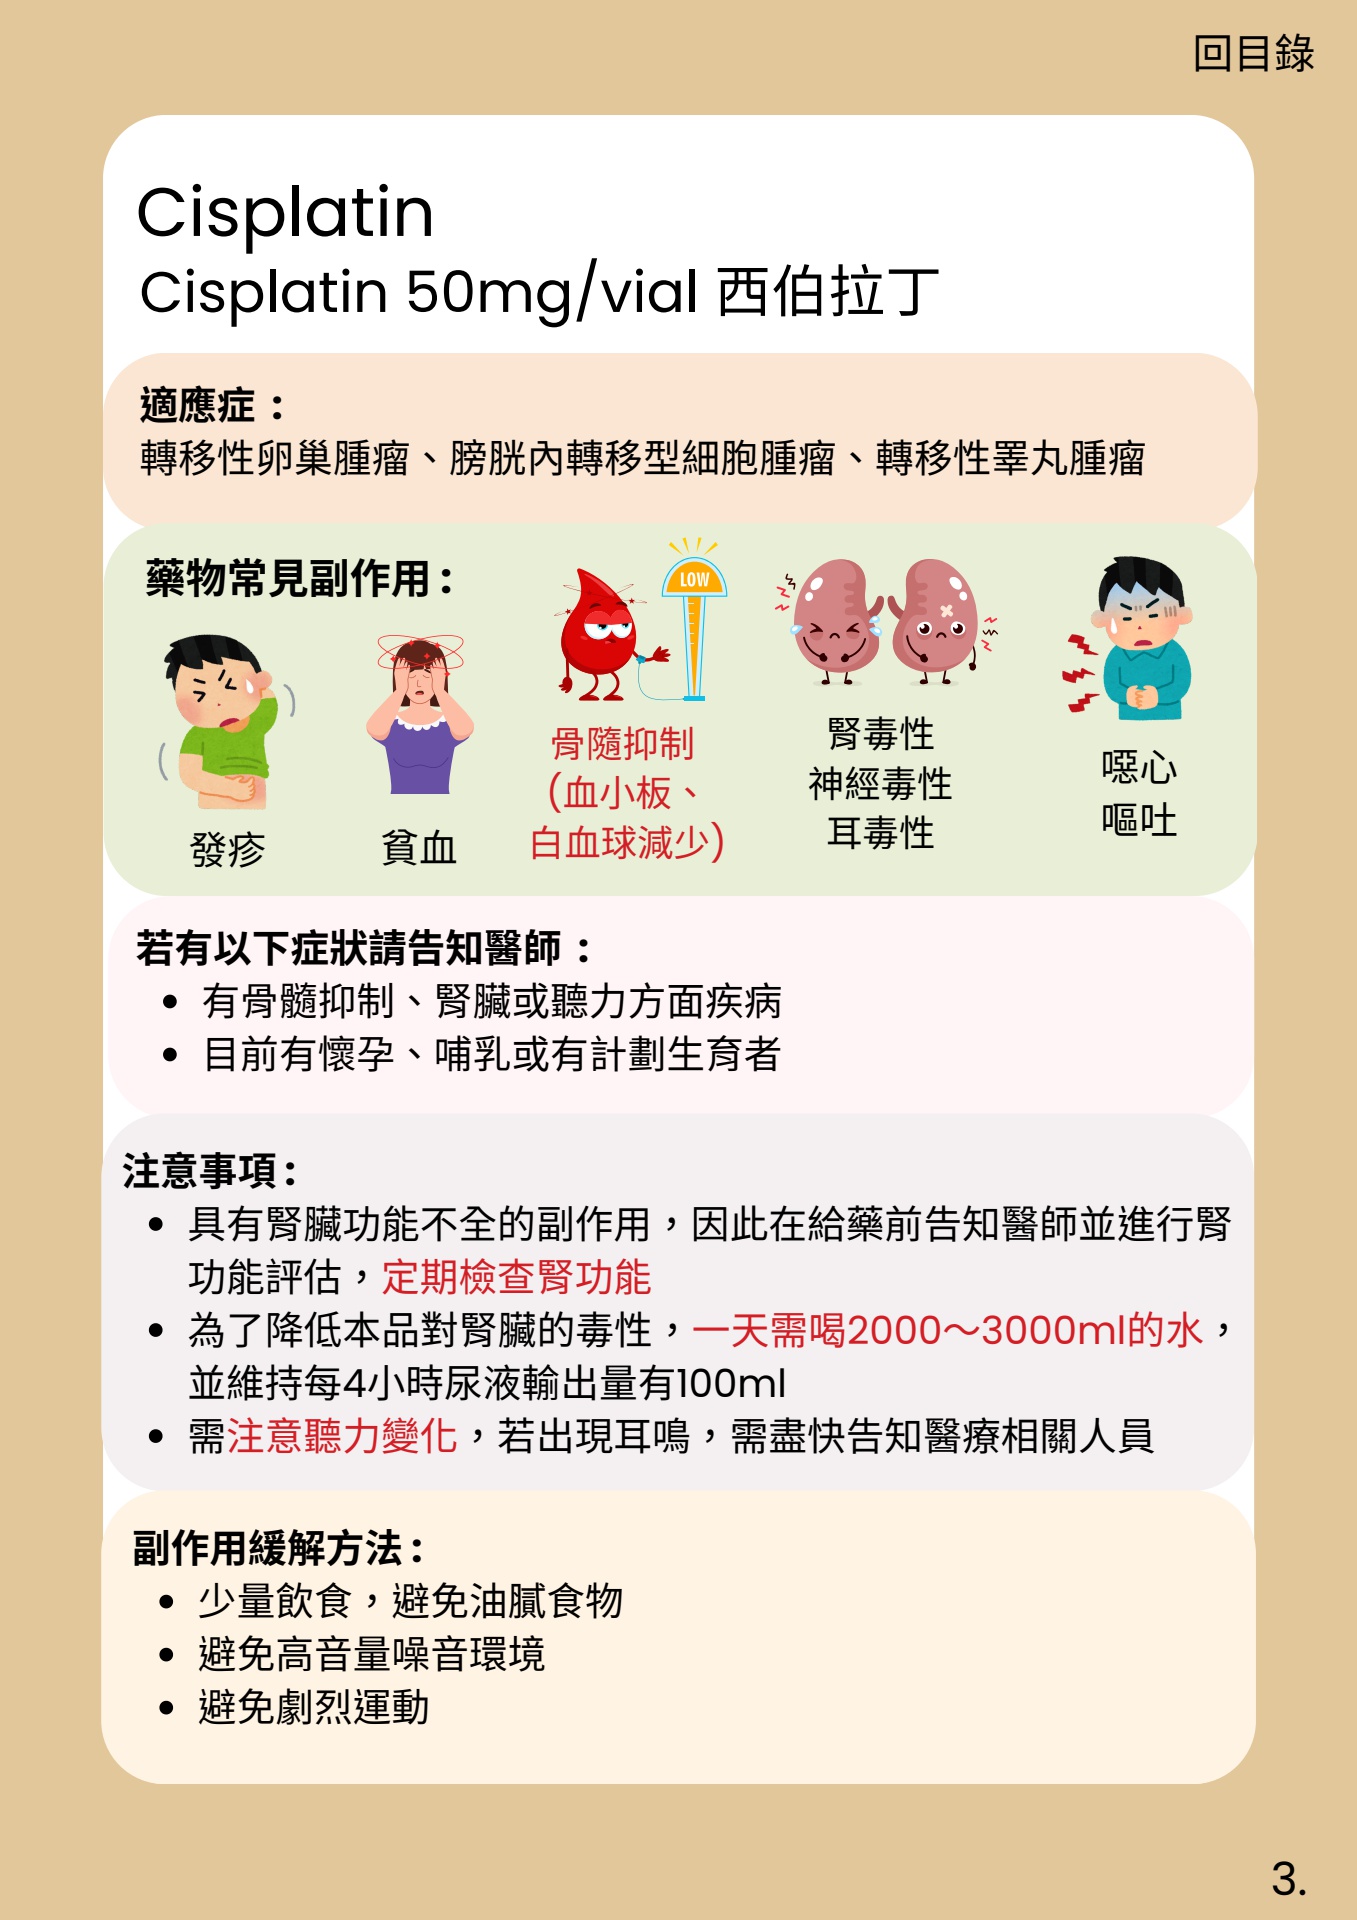 回目錄
Cisplatin
Cisplatin 50mg/vial 西伯拉丁
適應症：
轉移性卵巢腫瘤、膀胱內轉移型細胞腫瘤、轉移性睪丸腫瘤
藥物常見副作用:
LOW
發疹
貧血
骨隨抑制
(血小板、
白血球減少)
腎毒性
神經毒性
耳毒性
噁心
嘔吐
若有以下症狀請告知醫師：
• 有骨髓抑制、腎臟或聽力方面疾病
• 目前有懷孕、哺乳或有計劃生育者
注意事項:
• 具有腎臟功能不全的副作用，因此在給藥前告知醫師並進行腎
功能評估，定期檢查腎功能
• 為了降低本品對腎臟的毒性，一天需喝2000～3000ml的水，
並維持每4小時尿液輸出量有100ml
• 需注意聽力變化，若出現耳鳴，需盡快告知醫療相關人員
副作用緩解方法:
• 少量飲食，避免油膩食物
• 避免高音量噪音環境
• 避免劇烈運動
3.